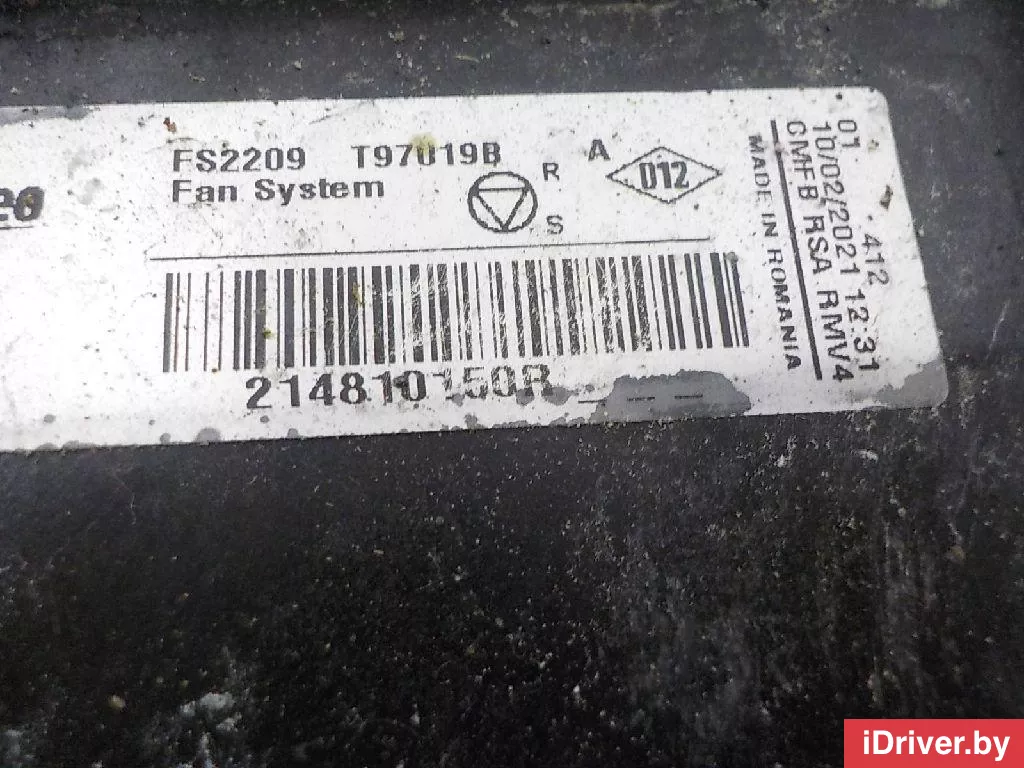 FS2209 T97019B
Fan System
R
S
A
D12
214810150R
01. .412
10/02/2021 12:31
CMFB RSA RMV4
MADE IN ROMANIA
iDriver.by